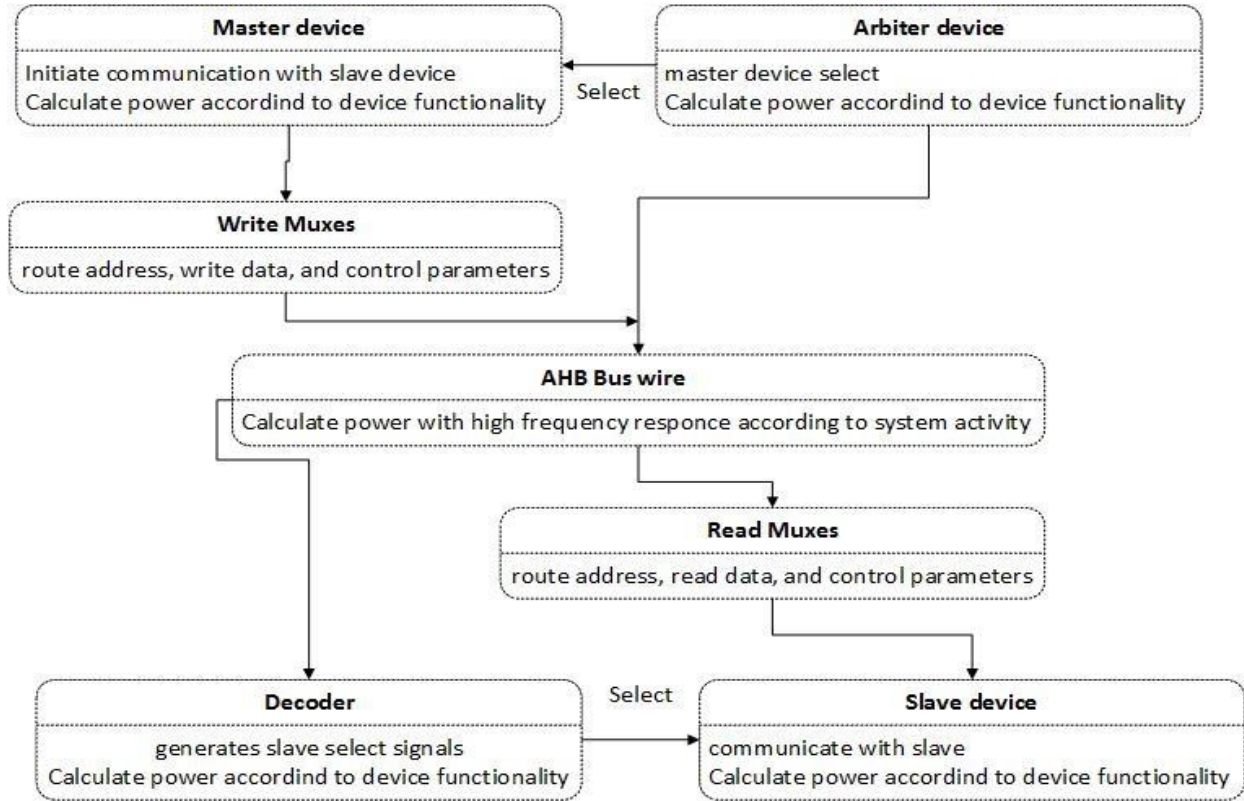 Master device
Initiate communication with slave device
Calculate power accordind to device functionality
Select
Arbiter device
master device select
Calculate power accordind to device functionality
Write Muxes
route address, write data, and control parameters
AHB Bus wire
Calculate power with high frequency responce according to system activity
Read Muxes
route address, read data, and control parameters
Decoder
generates slave select signals
Calculate power accordind to device functionality
Select
Slave device
communicate with slave
Calculate power accordind to device functionality